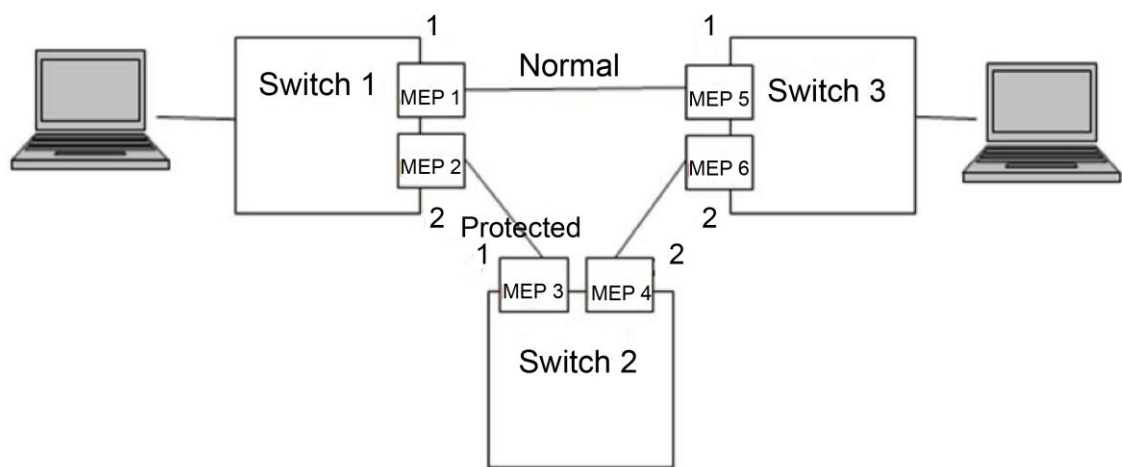 1
1
Normal
Switch 1
Switch 3
MEP 1
MEP 5
MEP 2
MEP 6
2
2
Protected
1
2
MEP 3
MEP 4
Switch 2